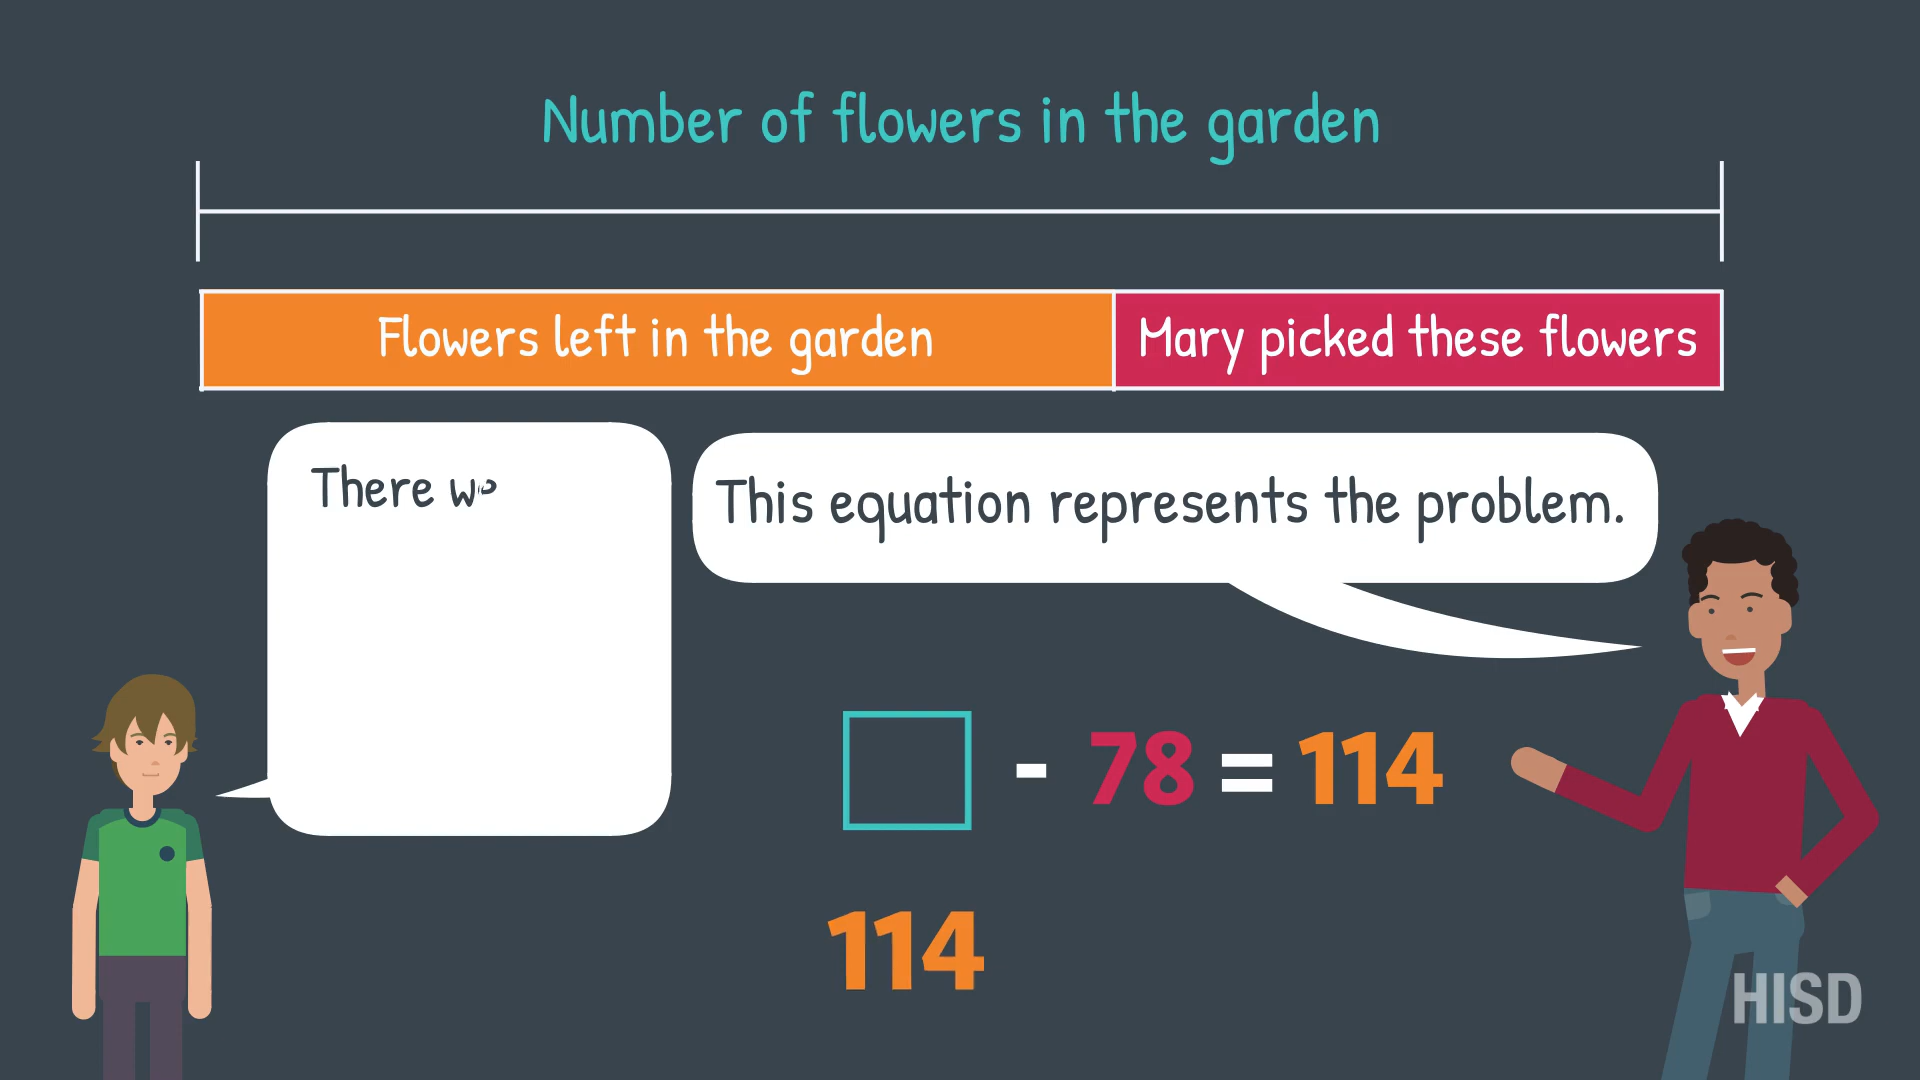 Number of flowers in the garden
Flowers left in the garden
Mary picked these flowers
There
This equation represents the problem.
- 78 = 114
114
HISD